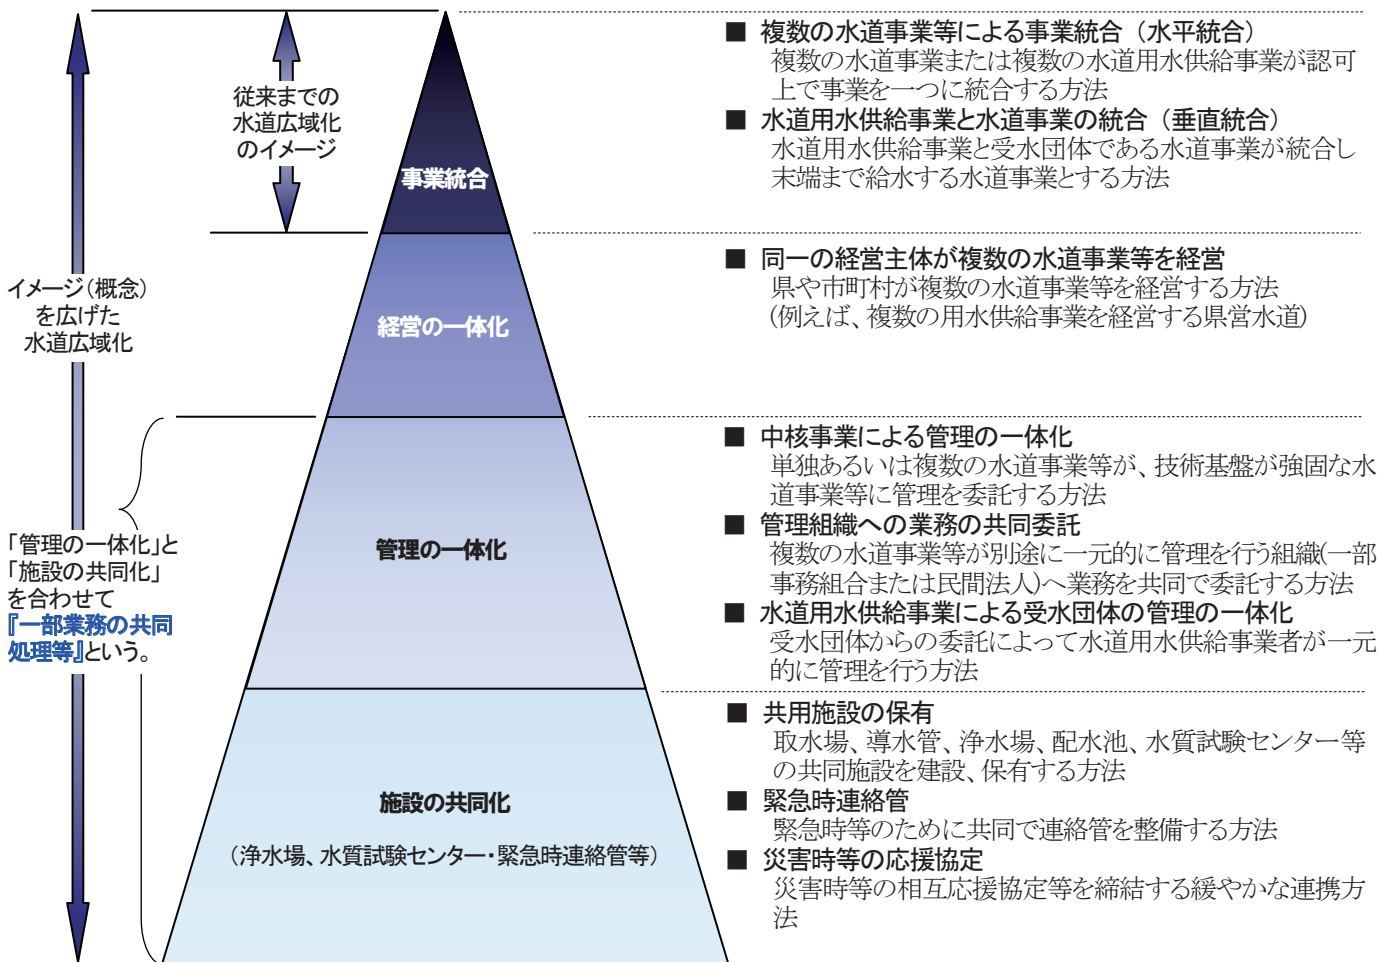 従来までの
水道広域化
のイメージ
イメージ（概念）
を広げた
水道広域化
「管理の一体化」と
「施設の共同化」
を合わせて
『一部業務の共同
処理等』という。
事業統合
経営の一体化
管理の一体化
施設の共同化
（浄水場、水質試験センター・緊急時連絡管等）
■ 複数の水道事業等による事業統合（水平統合）
複数の水道事業または複数の水道用水供給事業が認可
上で事業を一つに統合する方法
■ 水道用水供給事業と水道事業の統合（垂直統合）
水道用水供給事業と受水団体である水道事業が統合し
末端まで給水する水道事業とする方法
■ 同一の経営主体が複数の水道事業等を経営
県や市町村が複数の水道事業等を経営する方法
(例えば、複数の用水供給事業を経営する県営水道)
■ 中核事業による管理の一体化
単独あるいは複数の水道事業等が、技術基盤が強固な水
道事業等に管理を委託する方法
■ 管理組織への業務の共同委託
複数の水道事業等が別途に一元的に管理を行う組織(一部
事務組合または民間法人)へ業務を共同で委託する方法
■ 水道用水供給事業による受水団体の管理の一体化
受水団体からの委託によって水道用水供給事業者が一元
的に管理を行う方法
■ 共用施設の保有
取水場、導水管、浄水場、配水池、水質試験センター等
の共同施設を建設、保有する方法
■ 緊急時連絡管
緊急時等のために共同で連絡管を整備する方法
■ 災害時等の応援協定
災害時等の相互応援協定等を締結する緩やかな連携方
法